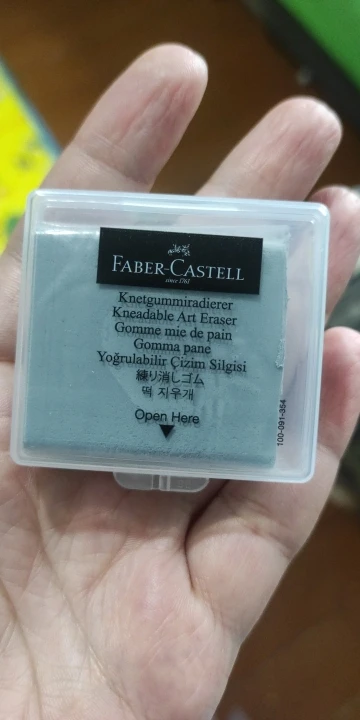 FABER-CASTELL
since 1761
Knetgummiradierer
Kneadable Art Eraser
Gomme mie de pain
Gomma pane
Yoğrulabilir Çizim Silgisi
練り消しゴム
떡 지우개
Open Here
100-091-354